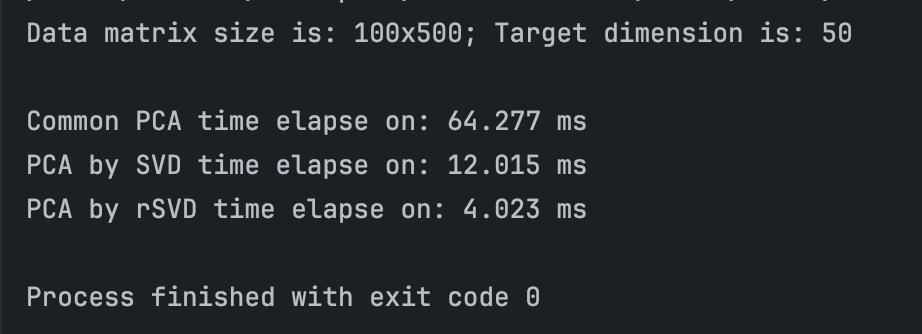 Data matrix size is: 100x500; Target dimension is: 50
Common PCA time elapse on: 64.277 ms
PCA by SVD time elapse on: 12.015 ms
PCA by rSVD time elapse on: 4.023 ms
Process finished with exit code 0